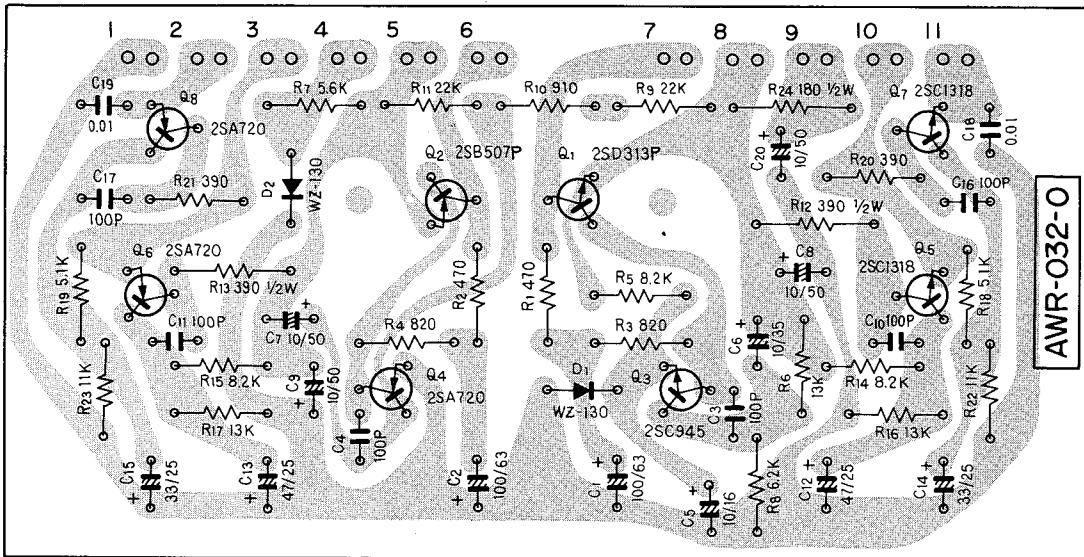 1 2 3 4 5 6 7 8 9 10 11
C19 0.01
Q8 2SA720
R7 5.6K
R11 22K
R10 910
R9 22K
R24 180 1/2W
Q7 2SC1318
C18 0.01
C20 10/50
Q2 2SB507P
Q1 2SD313P
R20 390
C17 100P
R21 390
D2 WZ-130
C16 100P
R12 390 1/2W
AWR-032-0
Q6 2SA720
R13 390 1/2W
R19 5.1K
R2 470
R1 470
R5 8.2K
C8 10/50
Q5 2SC1318
R18 5.1K
C11 100P
C7 10/50
R4 820
R3 820
C6 10/35
C10 100P
R23 11K
R15 8.2K
C9 10/50
Q4 2SA720
D1 WZ-130
Q3 2SC945
R6 13K
R14 8.2K
R22 11K
R17 13K
C4 100P
C3 100P
R16 13K
C15 33/25
C13 47/25
C2 100/63
C1 100/63
C5 10/16
R8 6.2K
C12 47/25
C14 33/25